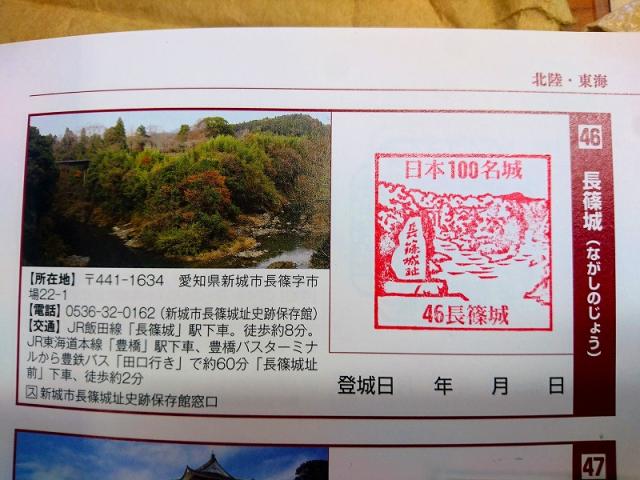 北陸・東海
46
長篠城(ながしのじょう)
日本100名城
長篠城址
46長篠城
【所在地】〒441-1634 愛知県新城市長篠字市
場22-1
【電話】0536-32-0162(新城市長篠城址史跡保存館)
【交通】JR飯田線「長篠城」駅下車。徒歩約8分。
JR東海道本線「豊橋」駅下車、豊橋バスターミナ
ルから豊鉄バス「田口行き」で約60分「長篠城址
前」下車、徒歩約2分
ス新城市長篠城址史跡保存館窓口
登城日 年 月 日
47